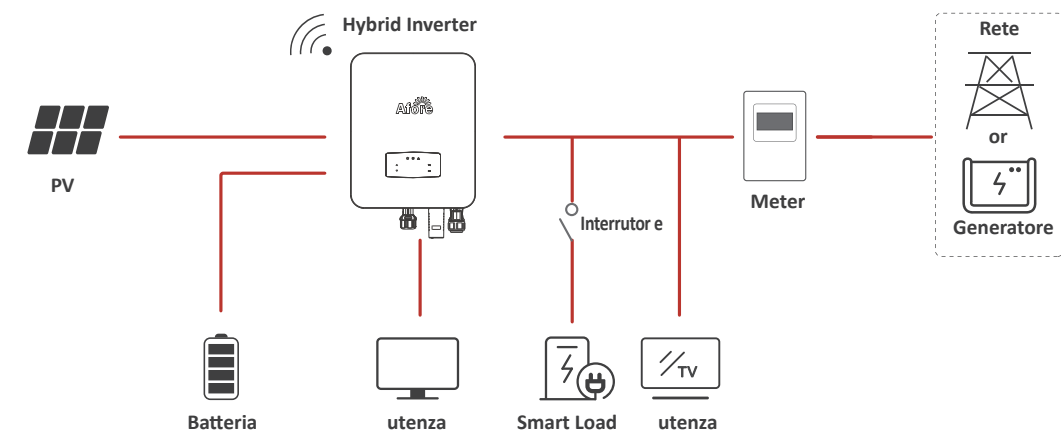 Hybrid Inverter
Rete
Afore
PV
or
Meter
Interrutor e
Generatore
TV
Batteria
utenza
Smart Load
utenza